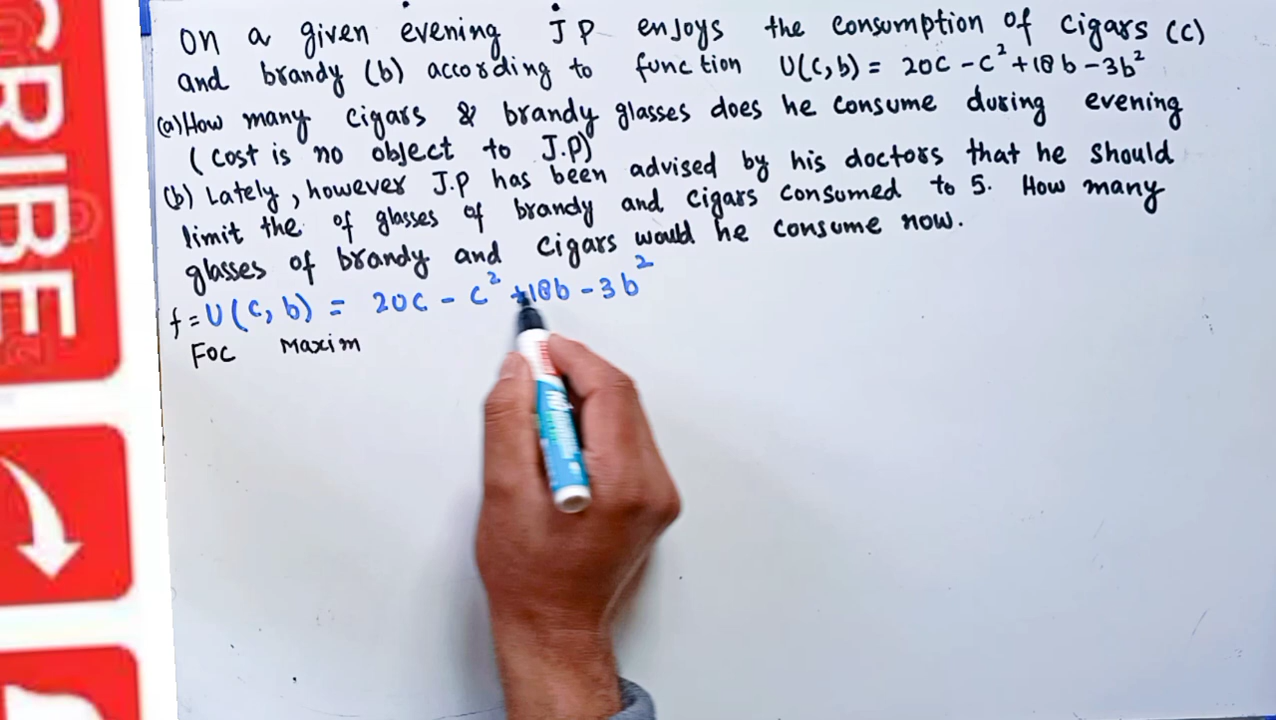 CRIBE
on a given evening J P enjoys the consumption of cigars (c)
and brandy (b) according to function U(c,b) = 20c - c² + 18b - 3b²
(a) How many cigars & brandy glasses does he consume during evening
(cost is no object to J.P)
(b) Lately, however J.P has been advised by his doctors that he should
limit the of glasses of brandy and cigars consumed to 5. How many
glasses of brandy and cigars would he consume now.
f = U(c, b) = 20c - c² + 18b - 3b²
FOC Maxim